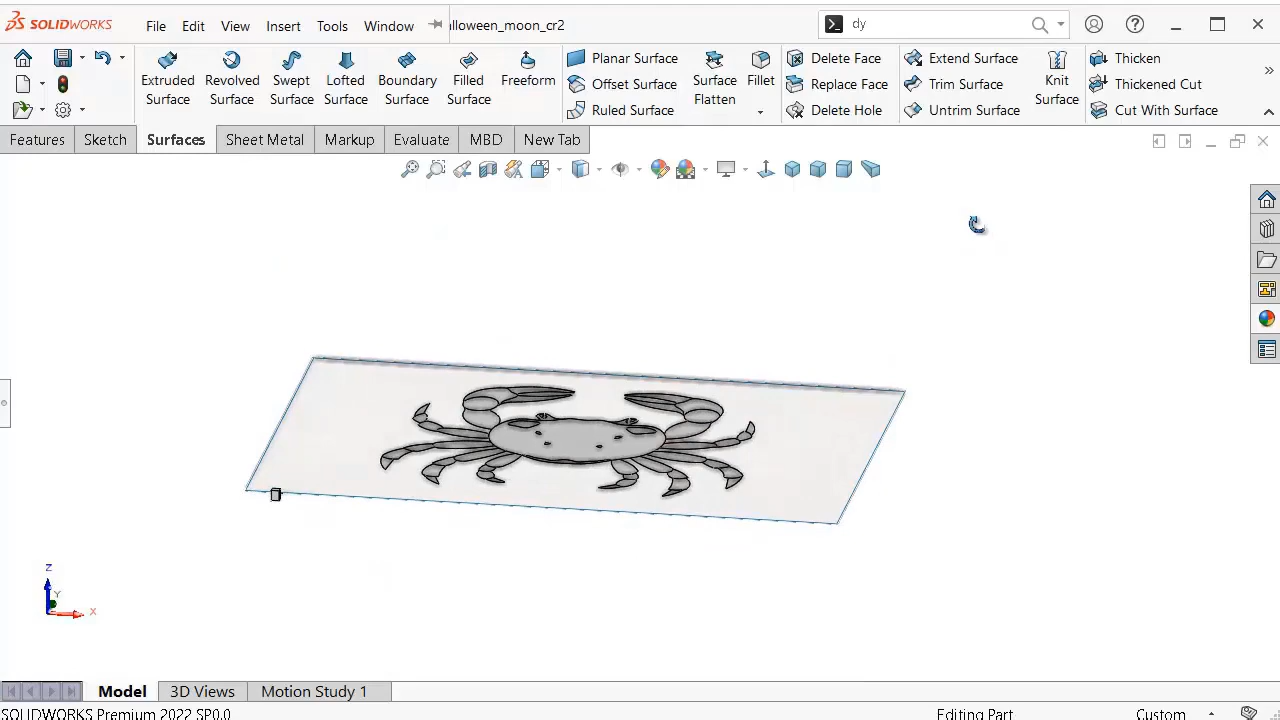 SOLIDWORKS File Edit View Insert Tools Window lloween_moon_cr2 dy
Extruded Surface
Revolved Surface
Swept Surface
Lofted Surface
Boundary Surface
Filled Surface
Freeform
Planar Surface
Offset Surface
Ruled Surface
Surface Flatten
Fillet
Delete Face
Replace Face
Delete Hole
Extend Surface
Trim Surface
Untrim Surface
Knit Surface
Thicken
Thickened Cut
Cut With Surface
Features Sketch Surfaces Sheet Metal Markup Evaluate MBD New Tab
Z
Y
X
Model 3D Views Motion Study 1
SOLIDWORKS Premium 2022 SP0.0 Editing Part Custom